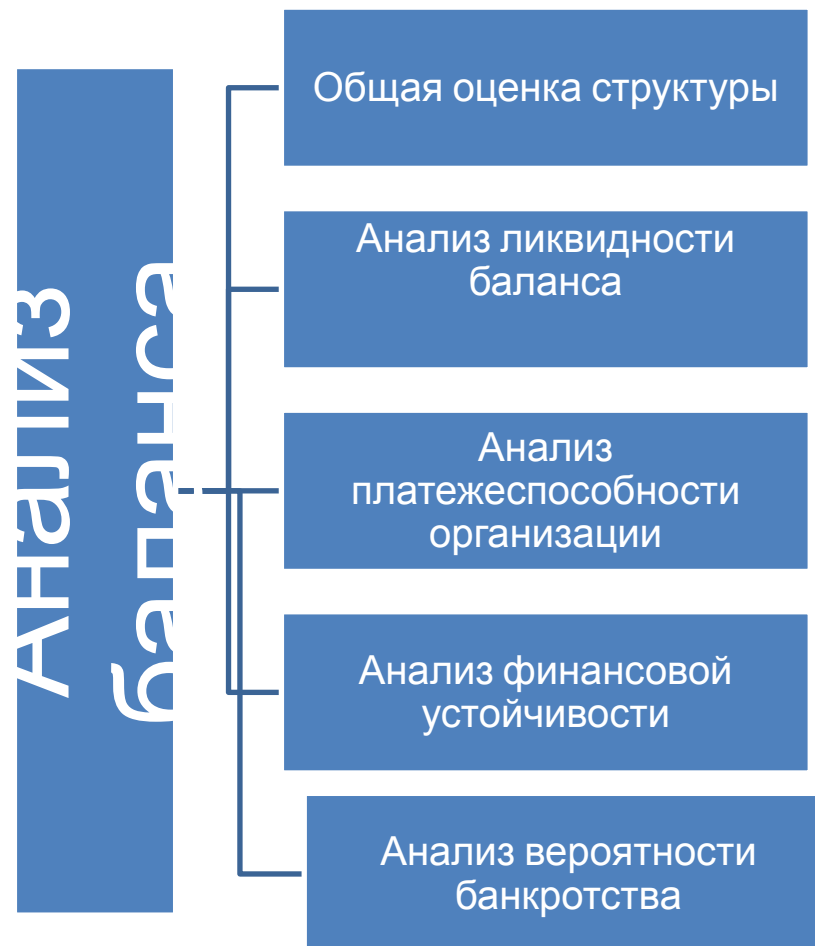 Анализ
баланса
Общая оценка структуры
Анализ ликвидности
баланса
Анализ
платежеспособности
организации
Анализ финансовой
устойчивости
Анализ вероятности
банкротства